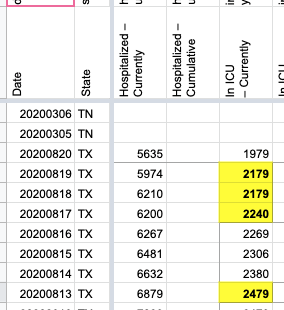 Date
State
Hospitalized –
Currently
Hospitalized –
Cumulative
In ICU
– Currently
In ICU
20200306 TN
20200305 TN
20200820 TX 5635 1979
20200819 TX 5974 2179
20200818 TX 6210 2179
20200817 TX 6200 2240
20200816 TX 6267 2269
20200815 TX 6481 2306
20200814 TX 6632 2380
20200813 TX 6879 2479